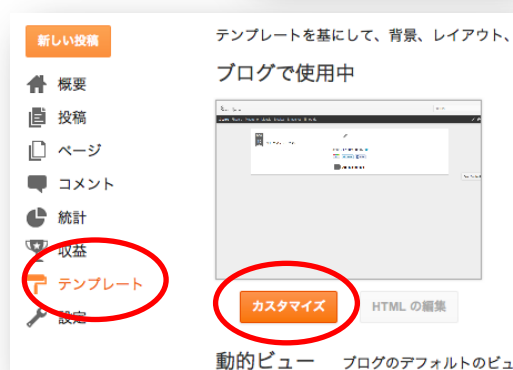 新しい投稿
テンプレートを基にして、背景、レイアウト、
ブログで使用中
概要
投稿
ページ
コメント
統計
収益
テンプレート
設定
カスタマイズ
HTML の編集
動的ビュー
ブログのデフォルトのビュ